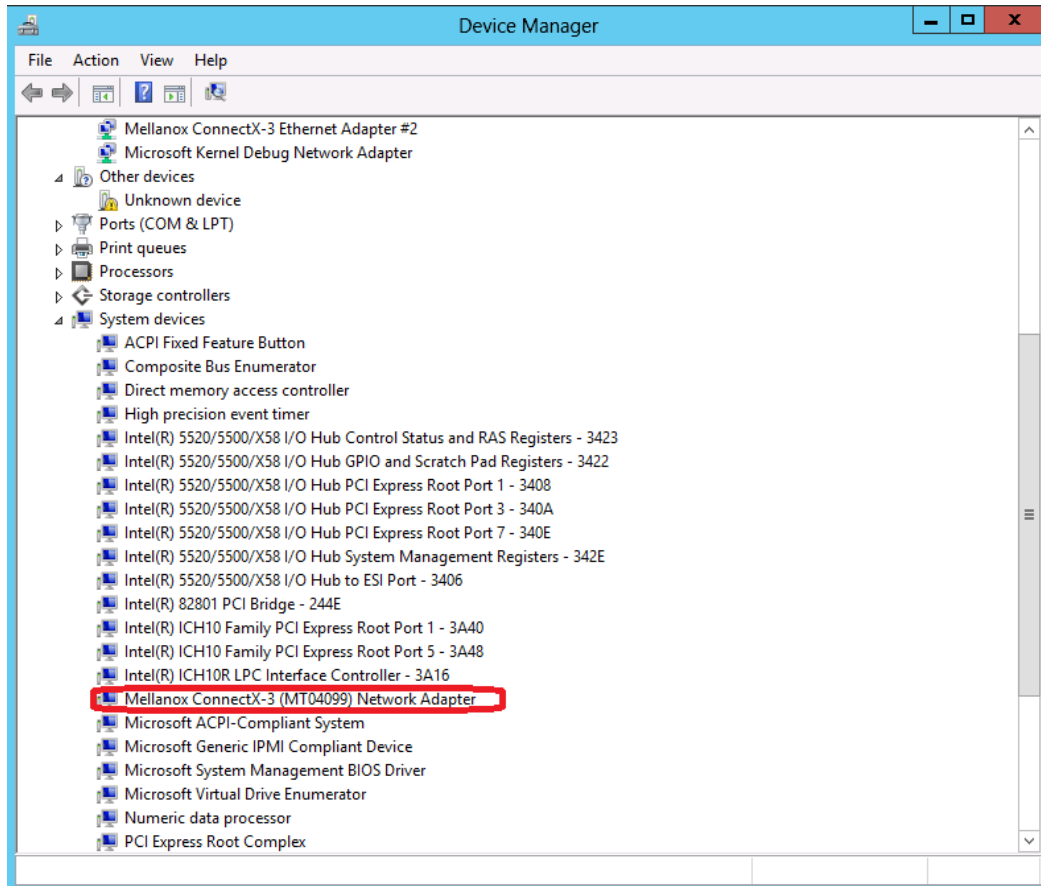 Device Manager
File Action View Help
Mellanox ConnectX-3 Ethernet Adapter #2
Microsoft Kernel Debug Network Adapter
Other devices
Unknown device
Ports (COM & LPT)
Print queues
Processors
Storage controllers
System devices
ACPI Fixed Feature Button
Composite Bus Enumerator
Direct memory access controller
High precision event timer
Intel(R) 5520/5500/X58 I/O Hub Control Status and RAS Registers - 3423
Intel(R) 5520/5500/X58 I/O Hub GPIO and Scratch Pad Registers - 3422
Intel(R) 5520/5500/X58 I/O Hub PCI Express Root Port 1 - 3408
Intel(R) 5520/5500/X58 I/O Hub PCI Express Root Port 3 - 340A
Intel(R) 5520/5500/X58 I/O Hub PCI Express Root Port 7 - 340E
Intel(R) 5520/5500/X58 I/O Hub System Management Registers - 342E
Intel(R) 5520/5500/X58 I/O Hub to ESI Port - 3406
Intel(R) 82801 PCI Bridge - 244E
Intel(R) ICH10 Family PCI Express Root Port 1 - 3A40
Intel(R) ICH10 Family PCI Express Root Port 5 - 3A48
Intel(R) ICH10R LPC Interface Controller - 3A16
Mellanox ConnectX-3 (MT04099) Network Adapter
Microsoft ACPI-Compliant System
Microsoft Generic IPMI Compliant Device
Microsoft System Management BIOS Driver
Microsoft Virtual Drive Enumerator
Numeric data processor
PCI Express Root Complex